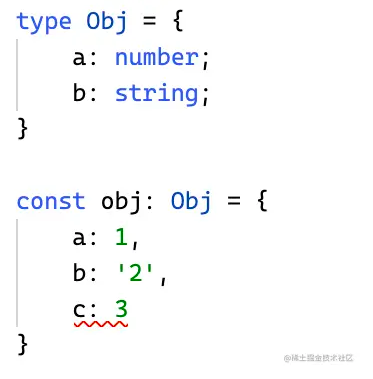 type Obj = {
    a: number;
    b: string;
}
const obj: Obj = {
    a: 1,
    b: '2',
    c: 3
}
@稀土掘金技术社区